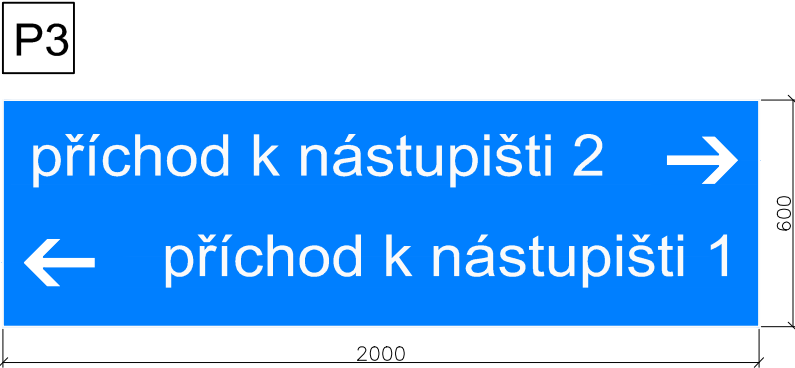 P3
příchod k nástupišti 2
příchod k nástupišti 1
600
2000